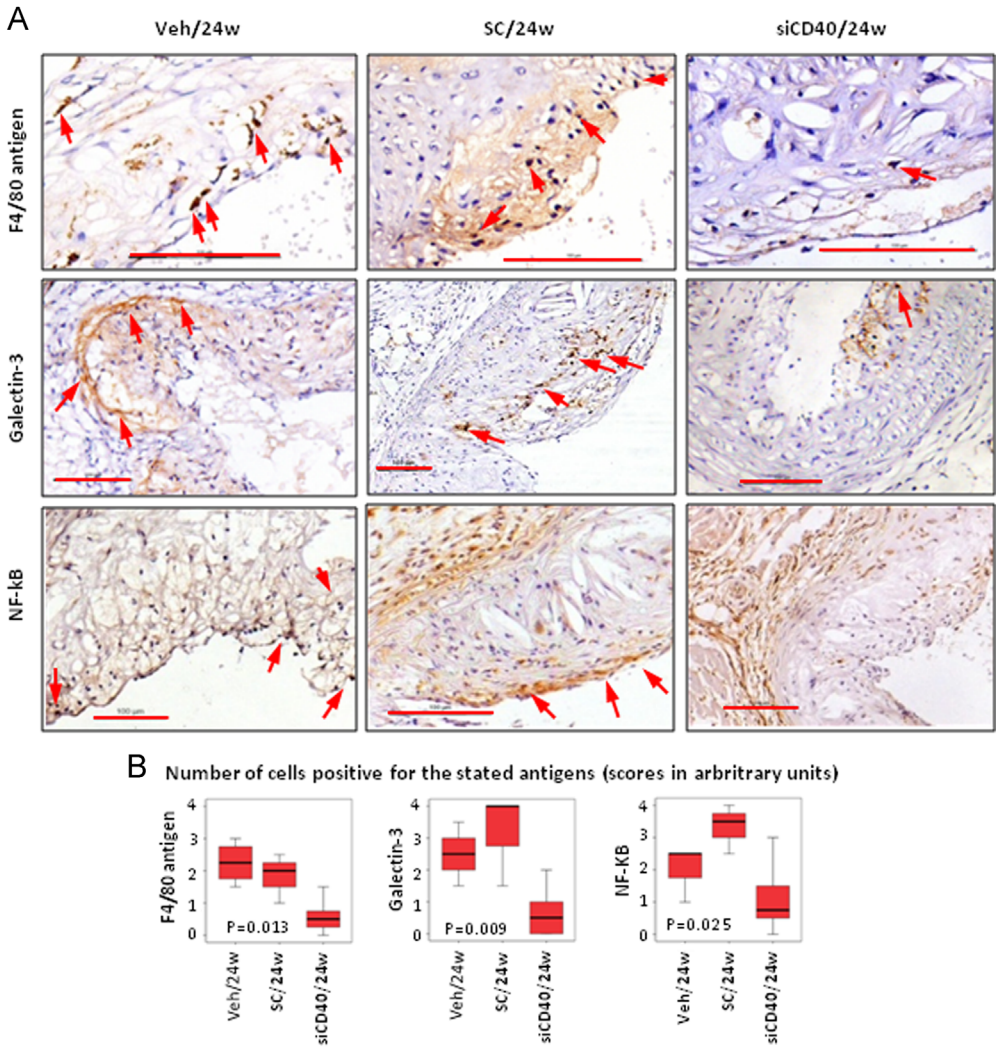 A
Veh/24w SC/24w siCD40/24w
F4/80 antigen
Galectin-3
NF-kB
100 µm
100 µm
B Number of cells positive for the stated antigens (scores in arbritrary units)
F4/80 antigen
4
3
2
1
0
P=0.013
Veh/24w
SC/24w
siCD40/24w
Galectin-3
4
3
2
1
0
P=0.009
Veh/24w
SC/24w
siCD40/24w
NF-KB
4
3
2
1
0
P=0.025
Veh/24w
SC/24w
siCD40/24w